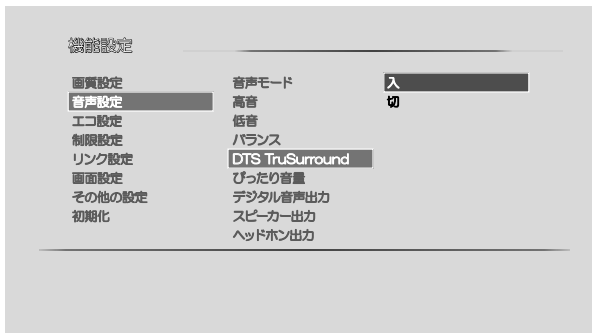 機能設定
画質設定
音声設定
エコ設定
制限設定
リンク設定
画面設定
その他の設定
初期化
音声モード
高音
低音
バランス
DTS TruSurround
ぴったり音量
デジタル音声出力
スピーカー出力
ヘッドホン出力
入
切